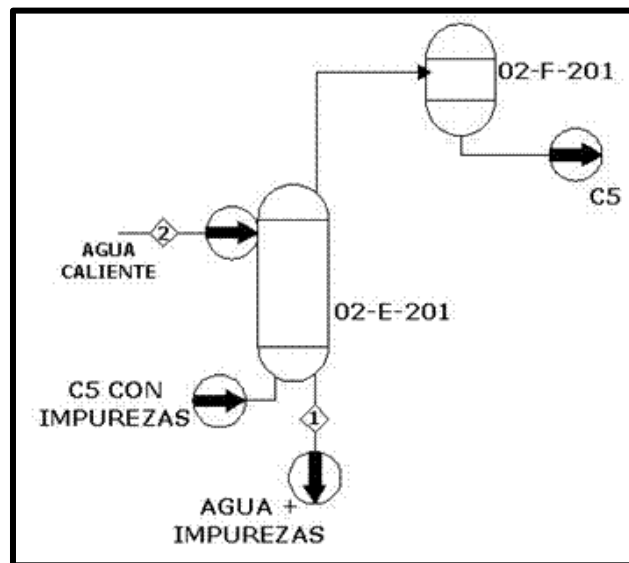 02-F-201
C5
2
AGUA
CALIENTE
02-E-201
C5 CON
IMPUREZAS
1
AGUA +
IMPUREZAS